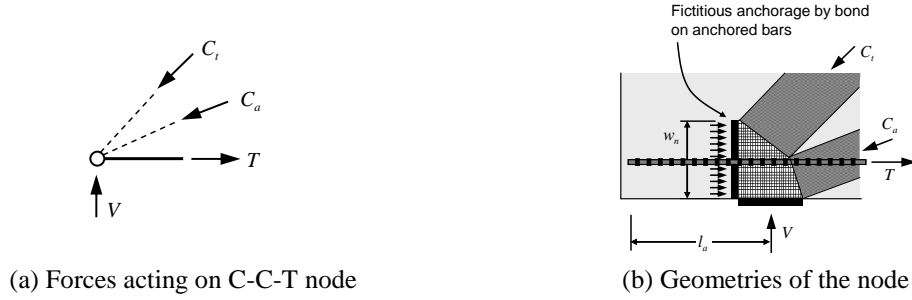 Fictitious anchorage by bond
on anchored bars
C_t
C_a
T
V
C_t
C_a
w_n
T
l_a
V
(a) Forces acting on C-C-T node
(b) Geometries of the node